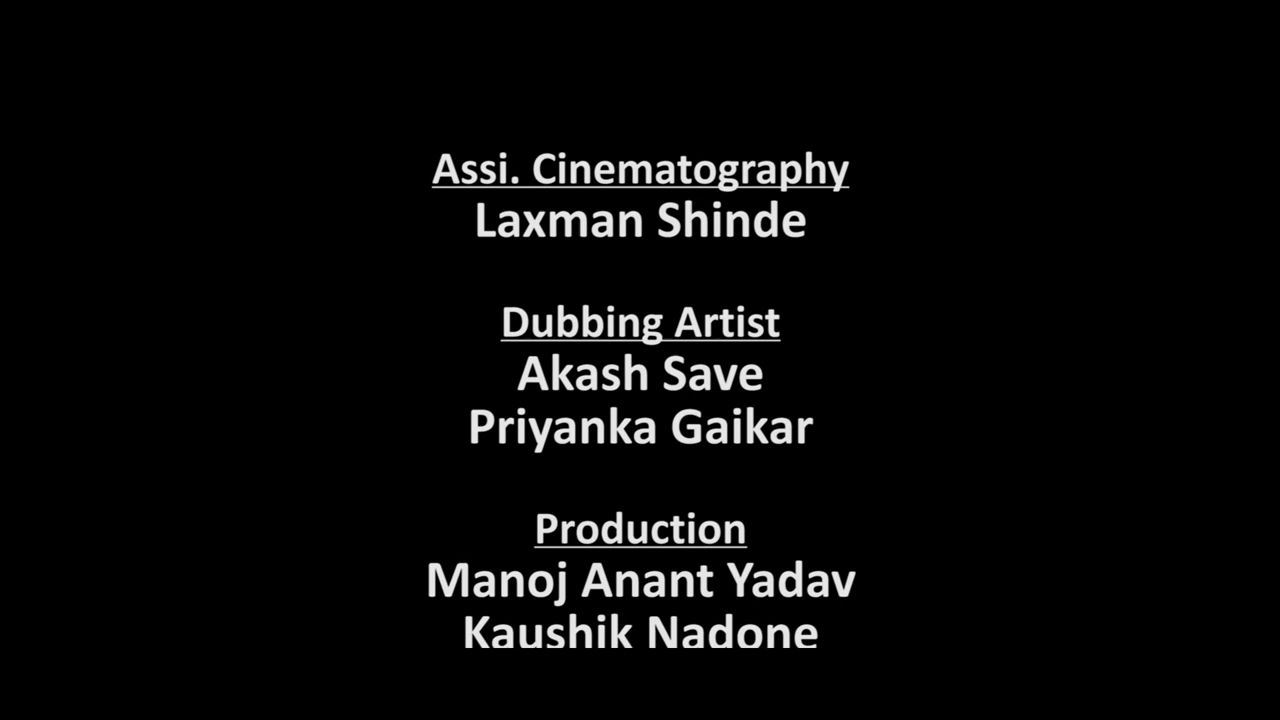 Assi. Cinematography
Laxman Shinde
Dubbing Artist
Akash Save
Priyanka Gaikar
Production
Manoj Anant Yadav
Kaushik Nadone